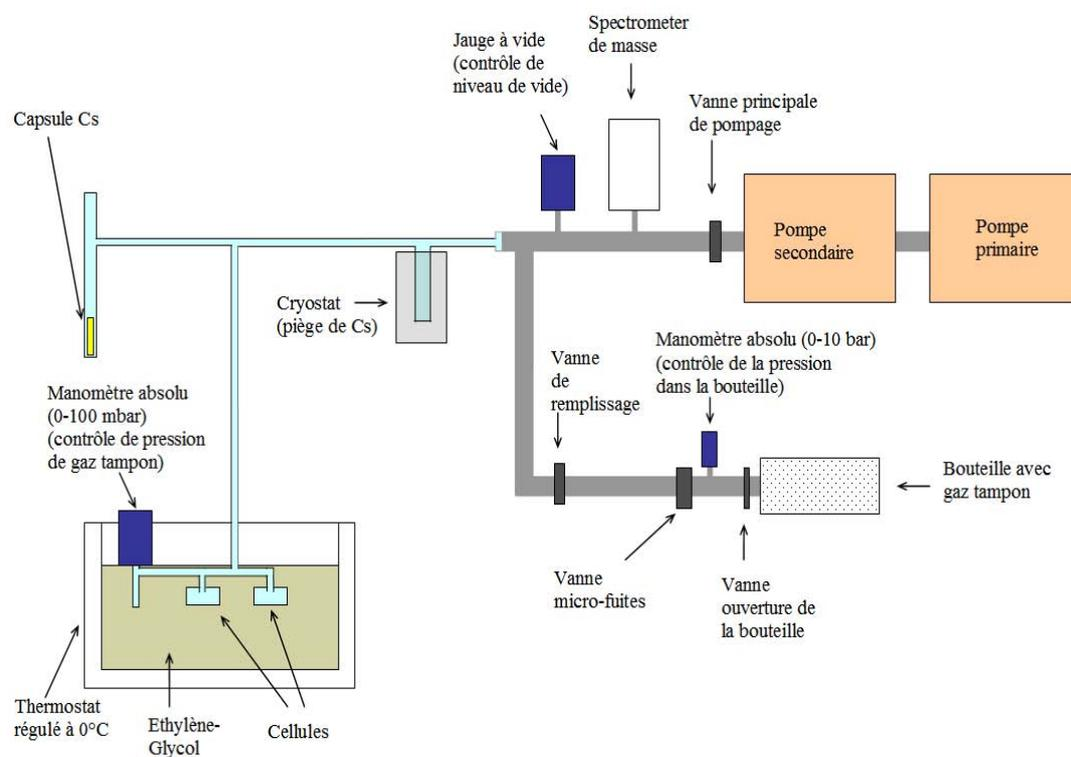 Spectrometer
de masse
Jauge à vide
(contrôle de
niveau de vide)
Vanne principale
de pompage
Capsule Cs
Pompe
secondaire
Pompe
primaire
Cryostat
(piège de Cs)
Manomètre absolu (0-10 bar)
(contrôle de la pression
dans la bouteille)
Vanne
de
remplissage
Manomètre absolu
(0-100 mbar)
(contrôle de pression
de gaz tampon)
Bouteille avec
gaz tampon
Vanne
micro-fuites
Vanne
ouverture de
la bouteille
Thermostat
régulé à 0°C
Ethylène-
Glycol
Cellules